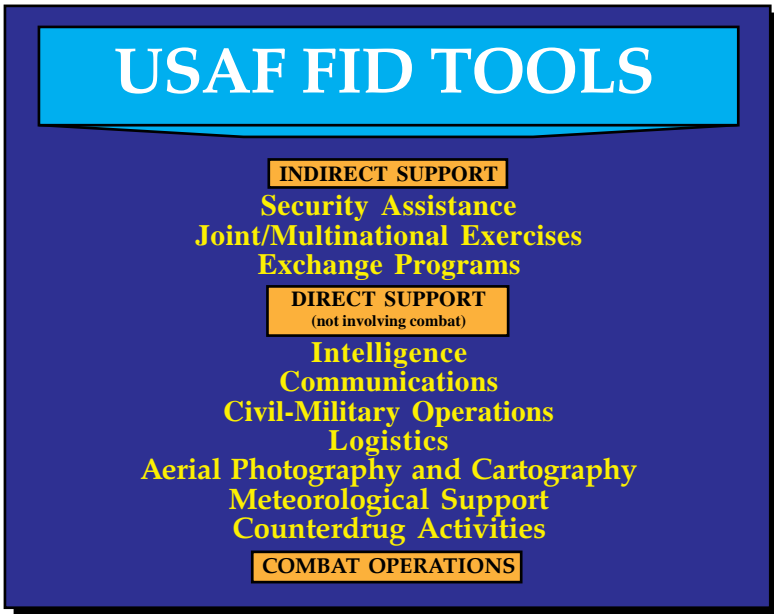 USAF FID TOOLS
INDIRECT SUPPORT
Security Assistance
Joint/Multinational Exercises
Exchange Programs
DIRECT SUPPORT
(not involving combat)
Intelligence
Communications
Civil-Military Operations
Logistics
Aerial Photography and Cartography
Meteorological Support
Counterdrug Activities
COMBAT OPERATIONS